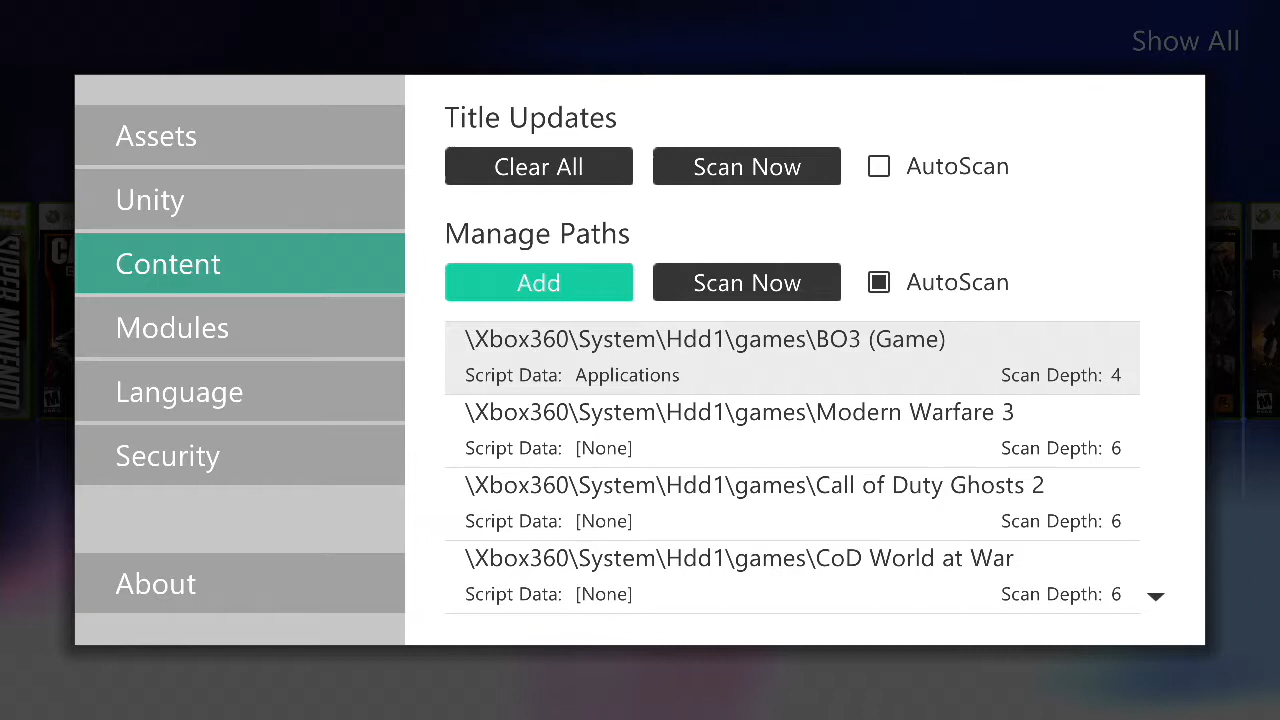 Show All
Assets
Unity
Content
Modules
Language
Security
About
Title Updates
Clear All
Scan Now
AutoScan
Manage Paths
Add
Scan Now
AutoScan
\Xbox360\System\Hdd1\games\BO3 (Game)
Script Data: Applications Scan Depth: 4
\Xbox360\System\Hdd1\games\Modern Warfare 3
Script Data: [None] Scan Depth: 6
\Xbox360\System\Hdd1\games\Call of Duty Ghosts 2
Script Data: [None] Scan Depth: 6
\Xbox360\System\Hdd1\games\CoD World at War
Script Data: [None] Scan Depth: 6
SUPER NINTENDO